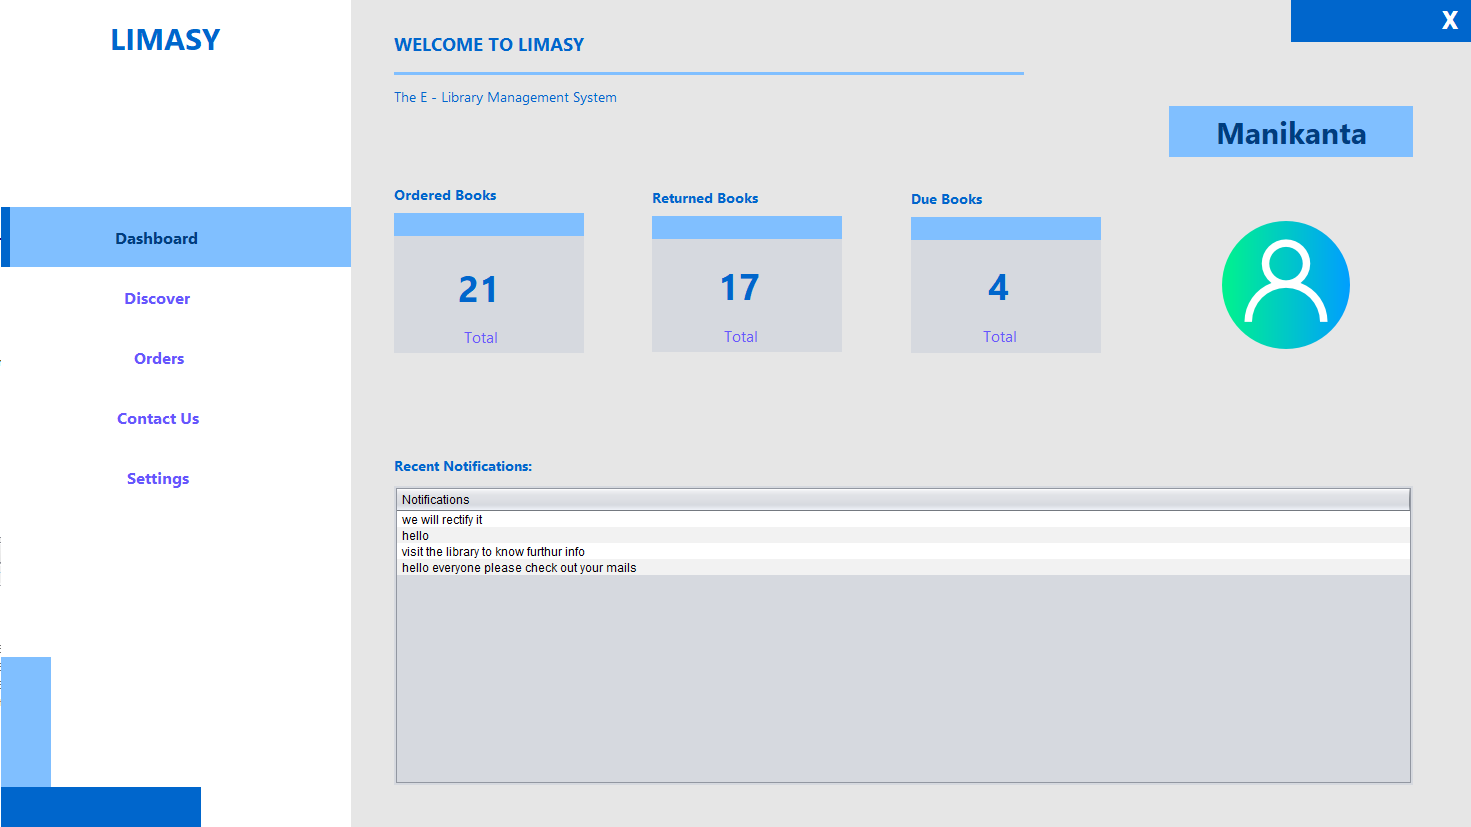 LIMASY
Dashboard
Discover
Orders
Contact Us
Settings
X
WELCOME TO LIMASY
The E - Library Management System
Manikanta
Ordered Books
21
Total
Returned Books
17
Total
Due Books
4
Total
Recent Notifications:
Notifications
we will rectify it
hello
visit the library to know furthur info
hello everyone please check out your mails